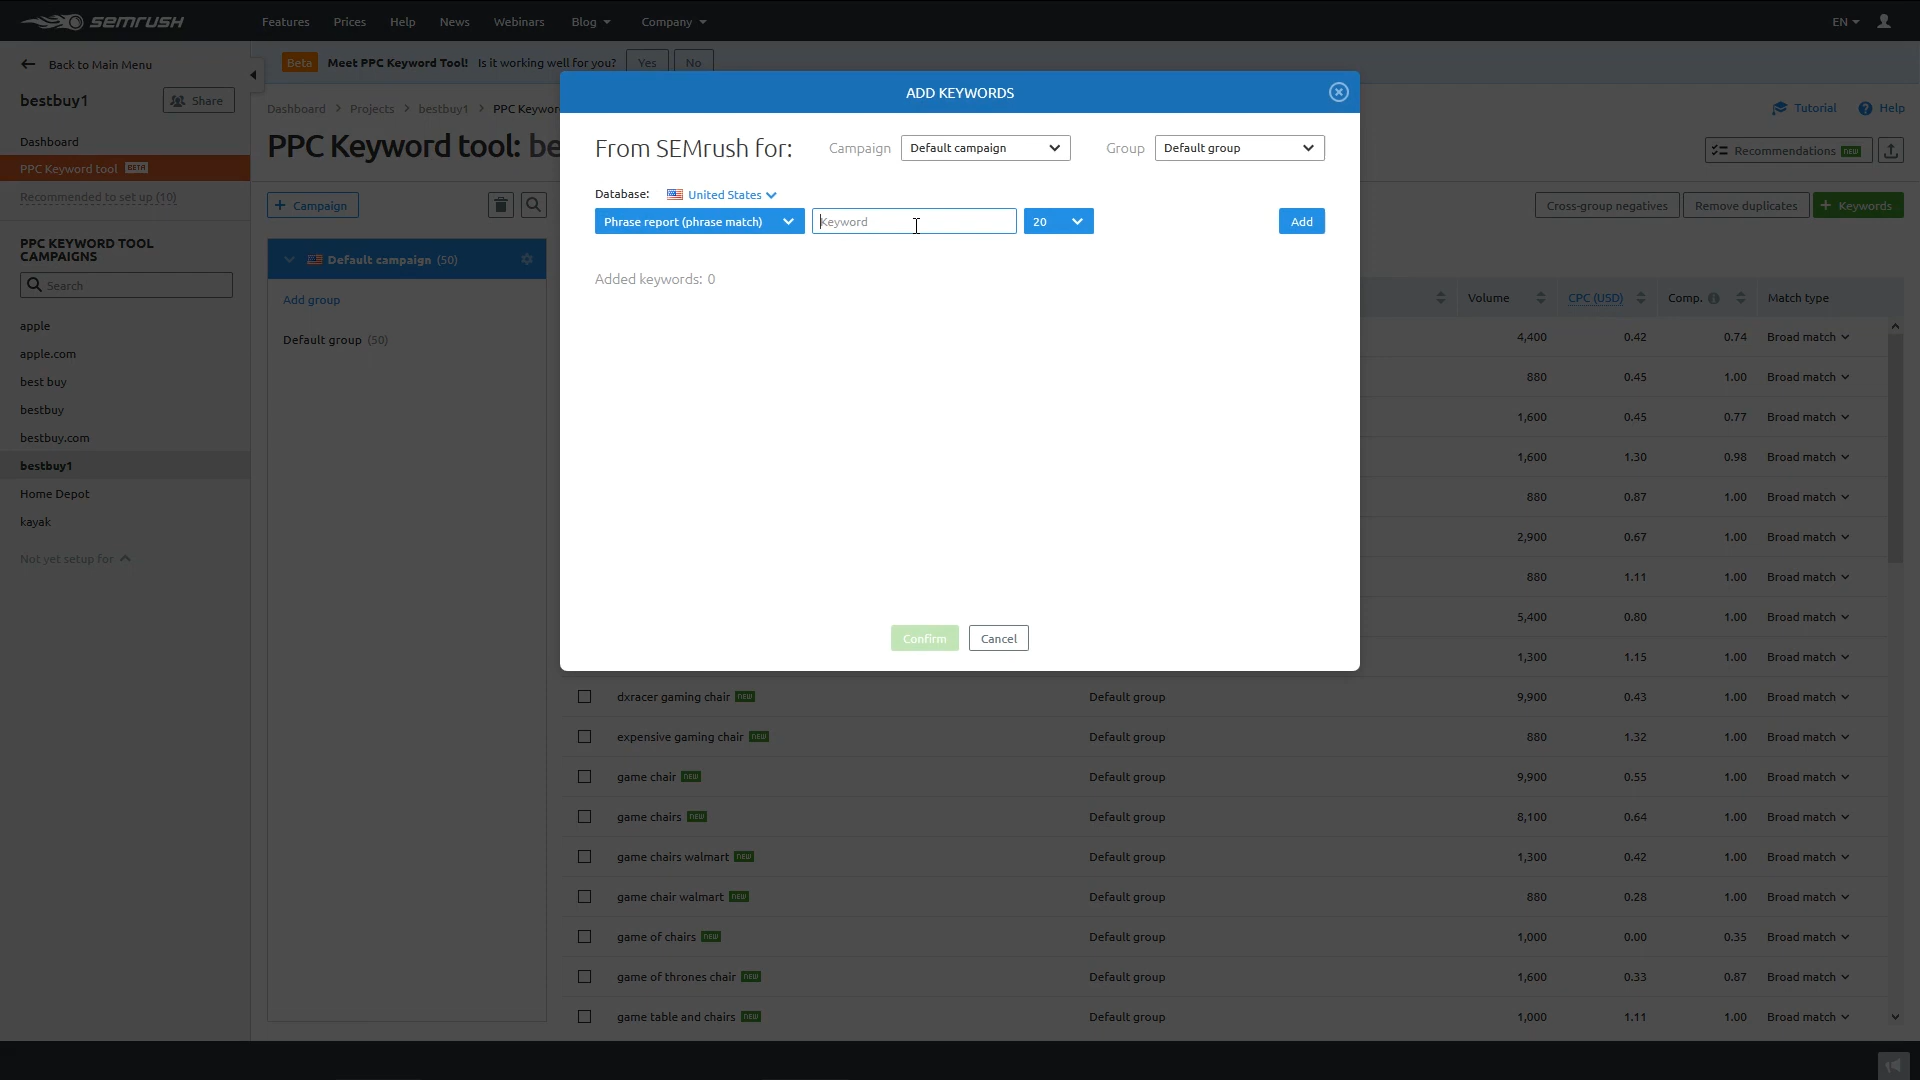 semrush
Features
Prices
Help
News
Webinars
Blog
Company
EN
Back to Main Menu
Beta
Meet PPC Keyword Tool! Is it working well for you?
Yes
No
bestbuy1
Share
Dashboard
Projects
bestbuy1
PPC Keywor
Tutorial
Help
PPC Keyword tool: be
Recommendations
new
Dashboard
PPC Keyword tool BETA
Recommended to set up (10)
+ Campaign
Cross-group negatives
Remove duplicates
+ Keywords
PPC KEYWORD TOOL
CAMPAIGNS
Search
apple
apple.com
best buy
bestbuy
bestbuy.com
bestbuy1
Home Depot
kayak
Not yet setup for
Default campaign (50)
Add group
Default group (50)
ADD KEYWORDS
From SEMrush for:
Campaign
Default campaign
Group
Default group
Database:
United States
Phrase report (phrase match)
Keyword
20
Add
Added keywords: 0
Confirm
Cancel
Volume
CPC (USD)
Comp.
Match type
4,400 0.42 0.74 Broad match
880 0.45 1.00 Broad match
1,600 0.45 0.77 Broad match
1,600 1.30 0.98 Broad match
880 0.87 1.00 Broad match
2,900 0.67 1.00 Broad match
880 1.11 1.00 Broad match
5,400 0.80 1.00 Broad match
1,300 1.15 1.00 Broad match
dxracer gaming chair new Default group 9,900 0.43 1.00 Broad match
expensive gaming chair new Default group 880 1.32 1.00 Broad match
game chair new Default group 9,900 0.55 1.00 Broad match
game chairs new Default group 8,100 0.64 1.00 Broad match
game chairs walmart new Default group 1,300 0.42 1.00 Broad match
game chair walmart new Default group 880 0.28 1.00 Broad match
game of chairs new Default group 1,000 0.00 0.35 Broad match
game of thrones chair new Default group 1,600 0.33 0.87 Broad match
game table and chairs new Default group 1,000 1.11 1.00 Broad match